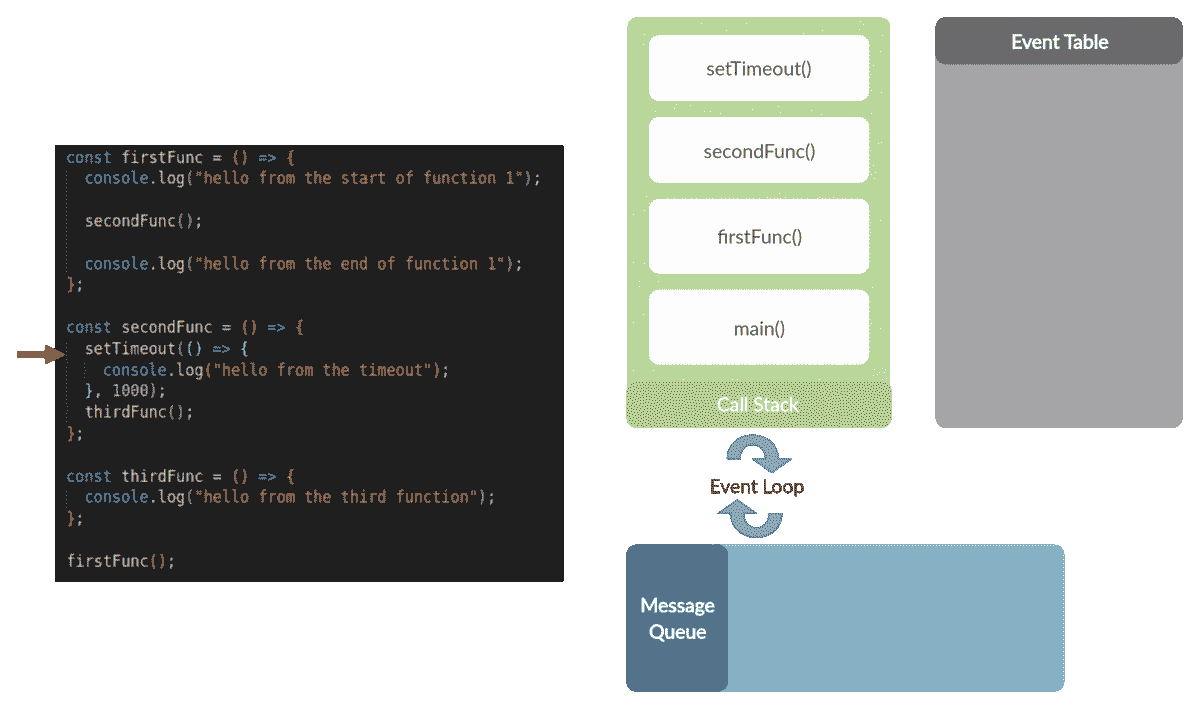 const firstFunc = () => {
  console.log("hello from the start of function 1");
  secondFunc();
  console.log("hello from the end of function 1");
};
const secondFunc = () => {
  setTimeout(() => {
    console.log("hello from the timeout");
  }, 1000);
  thirdFunc();
};
const thirdFunc = () => {
  console.log("hello from the third function");
};
firstFunc();
setTimeout()
secondFunc()
firstFunc()
main()
Call Stack
Event Table
Event Loop
Message
Queue